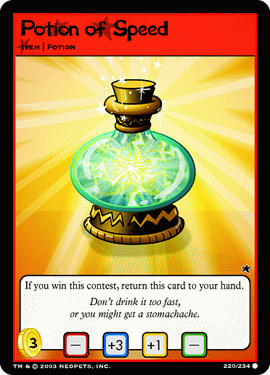 Potion of Speed
Item | Potion
If you win this contest, return this card to your hand.
Don't drink it too fast,
or you might get a stomachache.
3 — +3 +1 —
TM & © 2003 NEOPETS, INC. 220/234